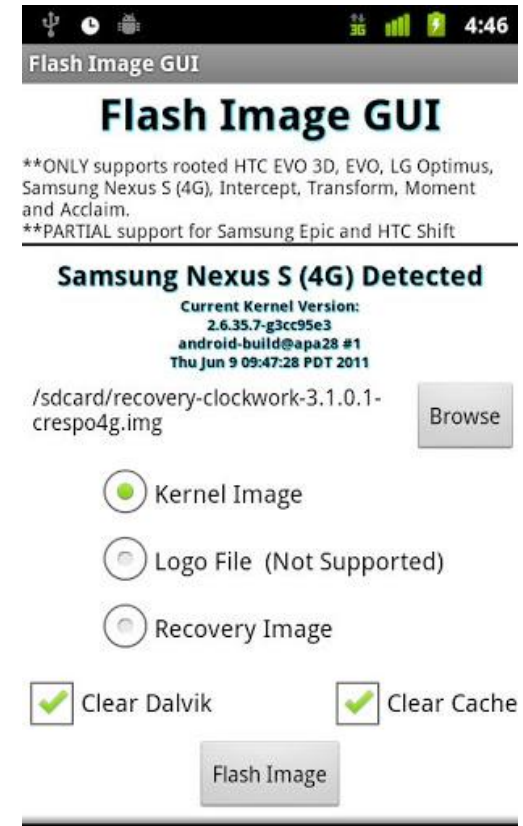 3G 4:46
Flash Image GUI
Flash Image GUI
**ONLY supports rooted HTC EVO 3D, EVO, LG Optimus,
Samsung Nexus S (4G), Intercept, Transform, Moment
and Acclaim.
**PARTIAL support for Samsung Epic and HTC Shift
Samsung Nexus S (4G) Detected
Current Kernel Version:
2.6.35.7-g3cc95e3
android-build@apa28 #1
Thu Jun 9 09:47:28 PDT 2011
/sdcard/recovery-clockwork-3.1.0.1-
crespo4g.img
Browse
Kernel Image
Logo File (Not Supported)
Recovery Image
Clear Dalvik Clear Cache
Flash Image